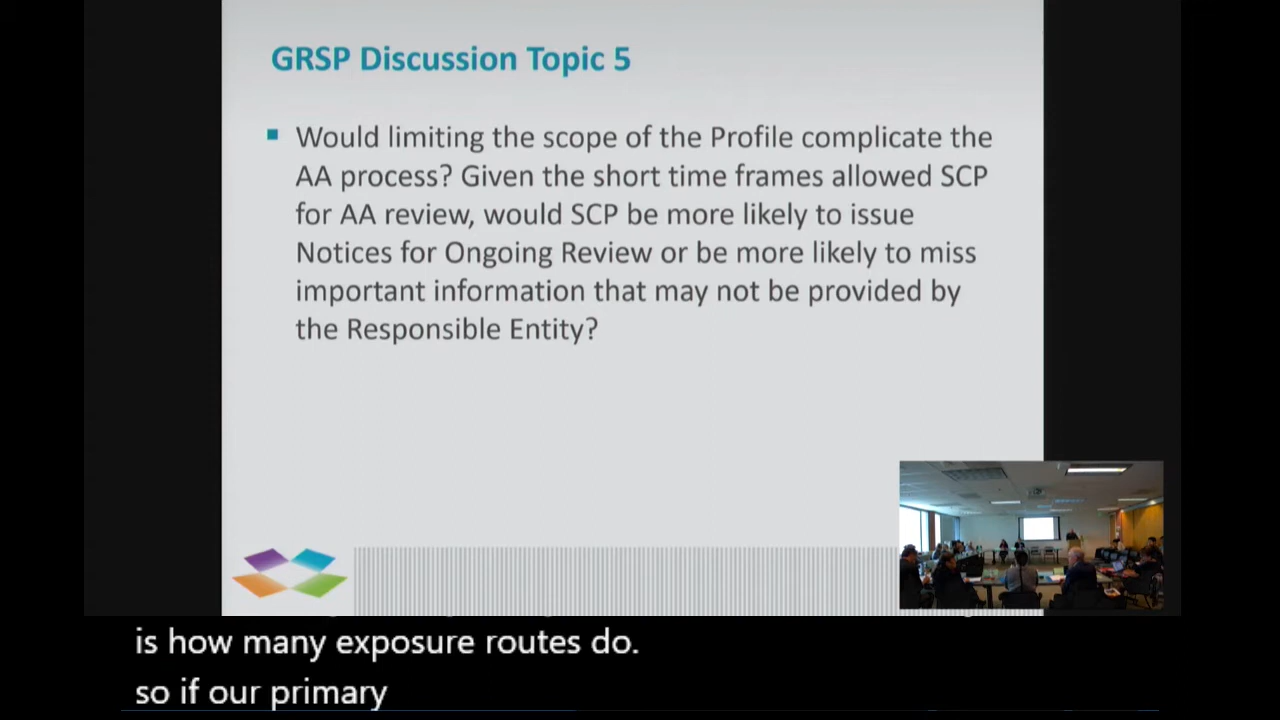 GRSP Discussion Topic 5
Would limiting the scope of the Profile complicate the
AA process? Given the short time frames allowed SCP
for AA review, would SCP be more likely to issue
Notices for Ongoing Review or be more likely to miss
important information that may not be provided by
the Responsible Entity?
is how many exposure routes do.
so if our primary